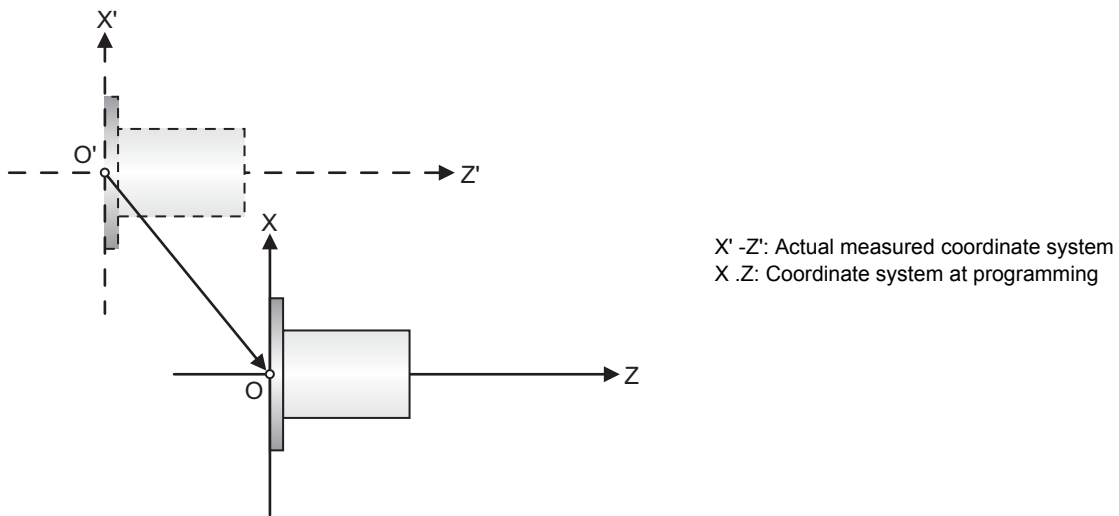 X'
O'
Z'
X
O
Z
X' -Z': Actual measured coordinate system
X .Z: Coordinate system at programming